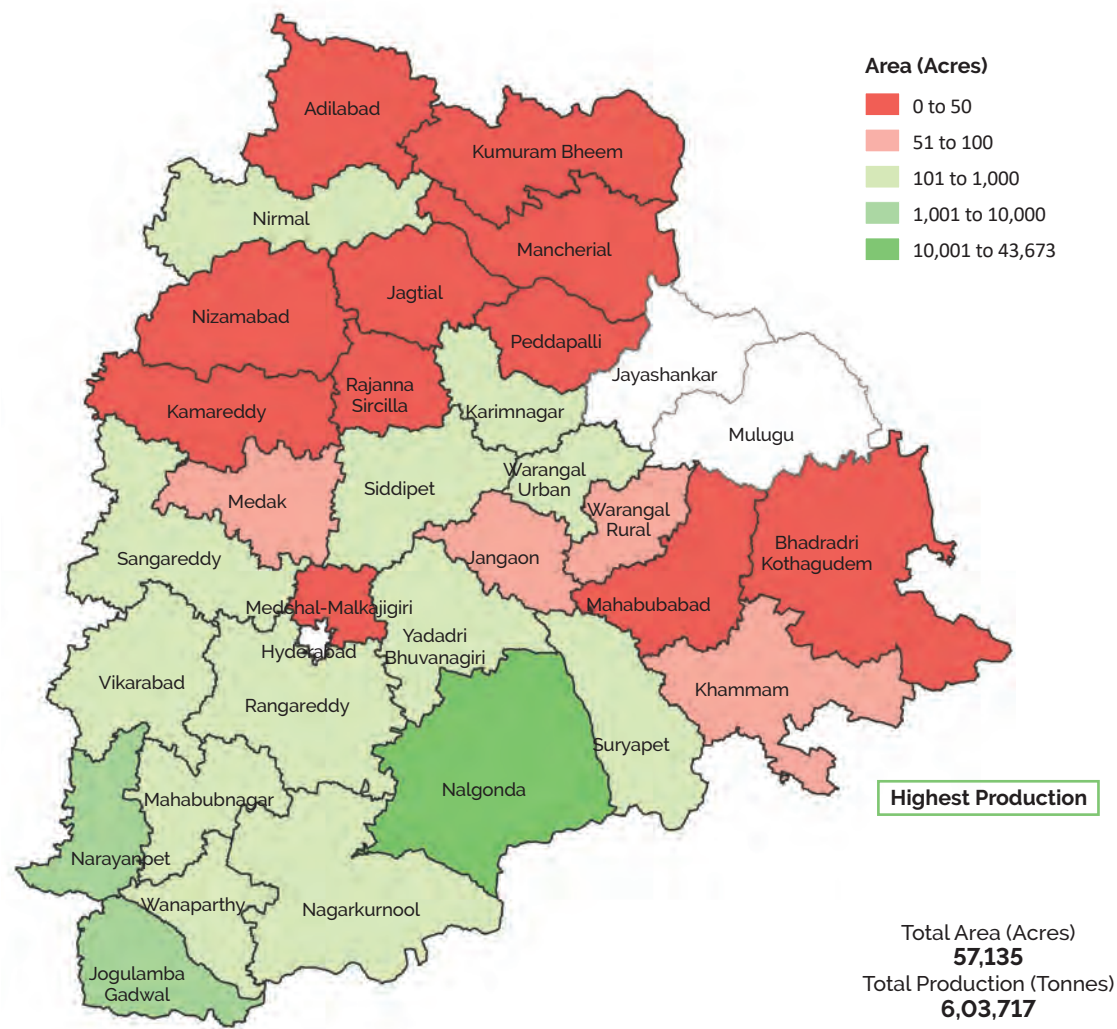 Area (Acres)
0 to 50
51 to 100
101 to 1,000
1,001 to 10,000
10,001 to 43,673
Adilabad
Kumuram Bheem
Nirmal
Mancherial
Jagtial
Nizamabad
Peddapalli
Jayashankar
Rajanna
Sircilla
Kamareddy
Karimnagar
Mulugu
Warangal
Urban
Siddipet
Medak
Warangal
Rural
Jangaon
Sangareddy
Bhadradri
Kothagudem
Medchal-Malkajigiri
Mahabubabad
Yadadri
Bhuvanagiri
Hyderabad
Vikarabad
Rangareddy
Khammam
Suryapet
Nalgonda
Mahabubnagar
Highest Production
Narayanpet
Wanaparthy
Nagarkurnool
Jogulamba
Gadwal
Total Area (Acres)
57,135
Total Production (Tonnes)
6,03,717